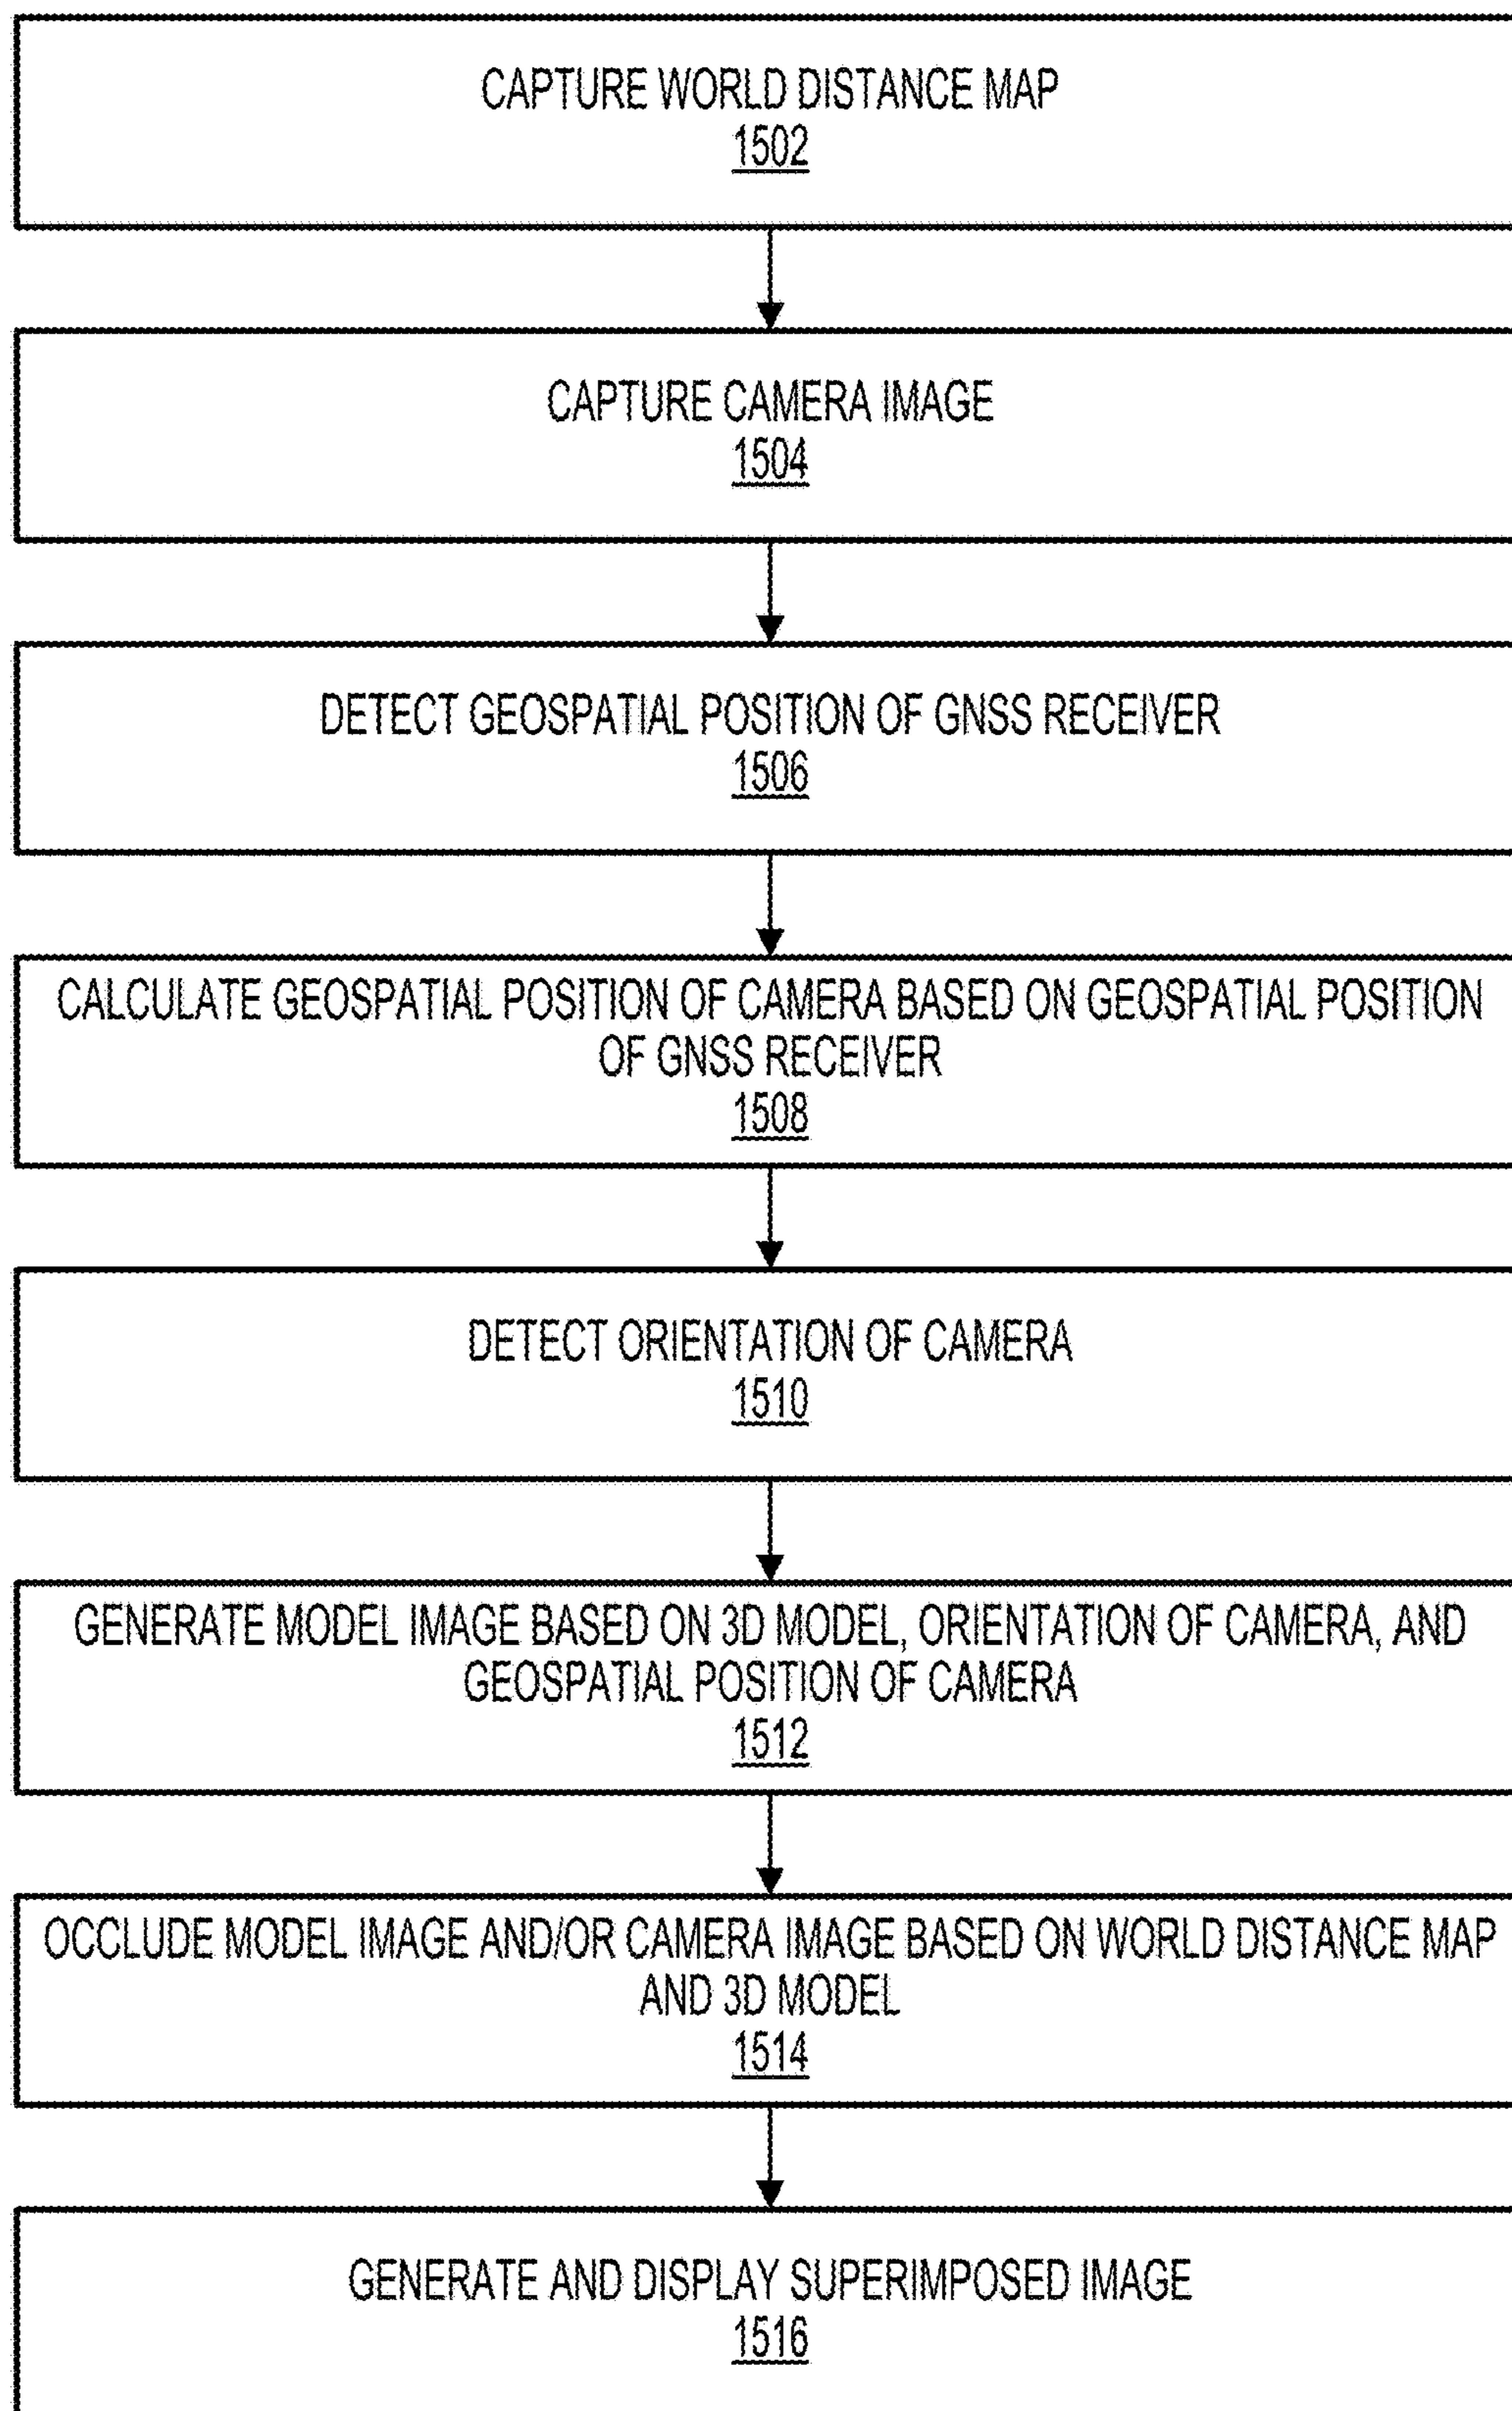 CAPTURE WORLD DISTANCE MAP
1502
CAPTURE CAMERA IMAGE
1504
DETECT GEOSPATIAL POSITION OF GNSS RECEIVER
1506
CALCULATE GEOSPATIAL POSITION OF CAMERA BASED ON GEOSPATIAL POSITION
OF GNSS RECEIVER
1508
DETECT ORIENTATION OF CAMERA
1510
GENERATE MODEL IMAGE BASED ON 3D MODEL, ORIENTATION OF CAMERA, AND
GEOSPATIAL POSITION OF CAMERA
1512
OCCLUDE MODEL IMAGE AND/OR CAMERA IMAGE BASED ON WORLD DISTANCE MAP
AND 3D MODEL
1514
GENERATE AND DISPLAY SUPERIMPOSED IMAGE
1516